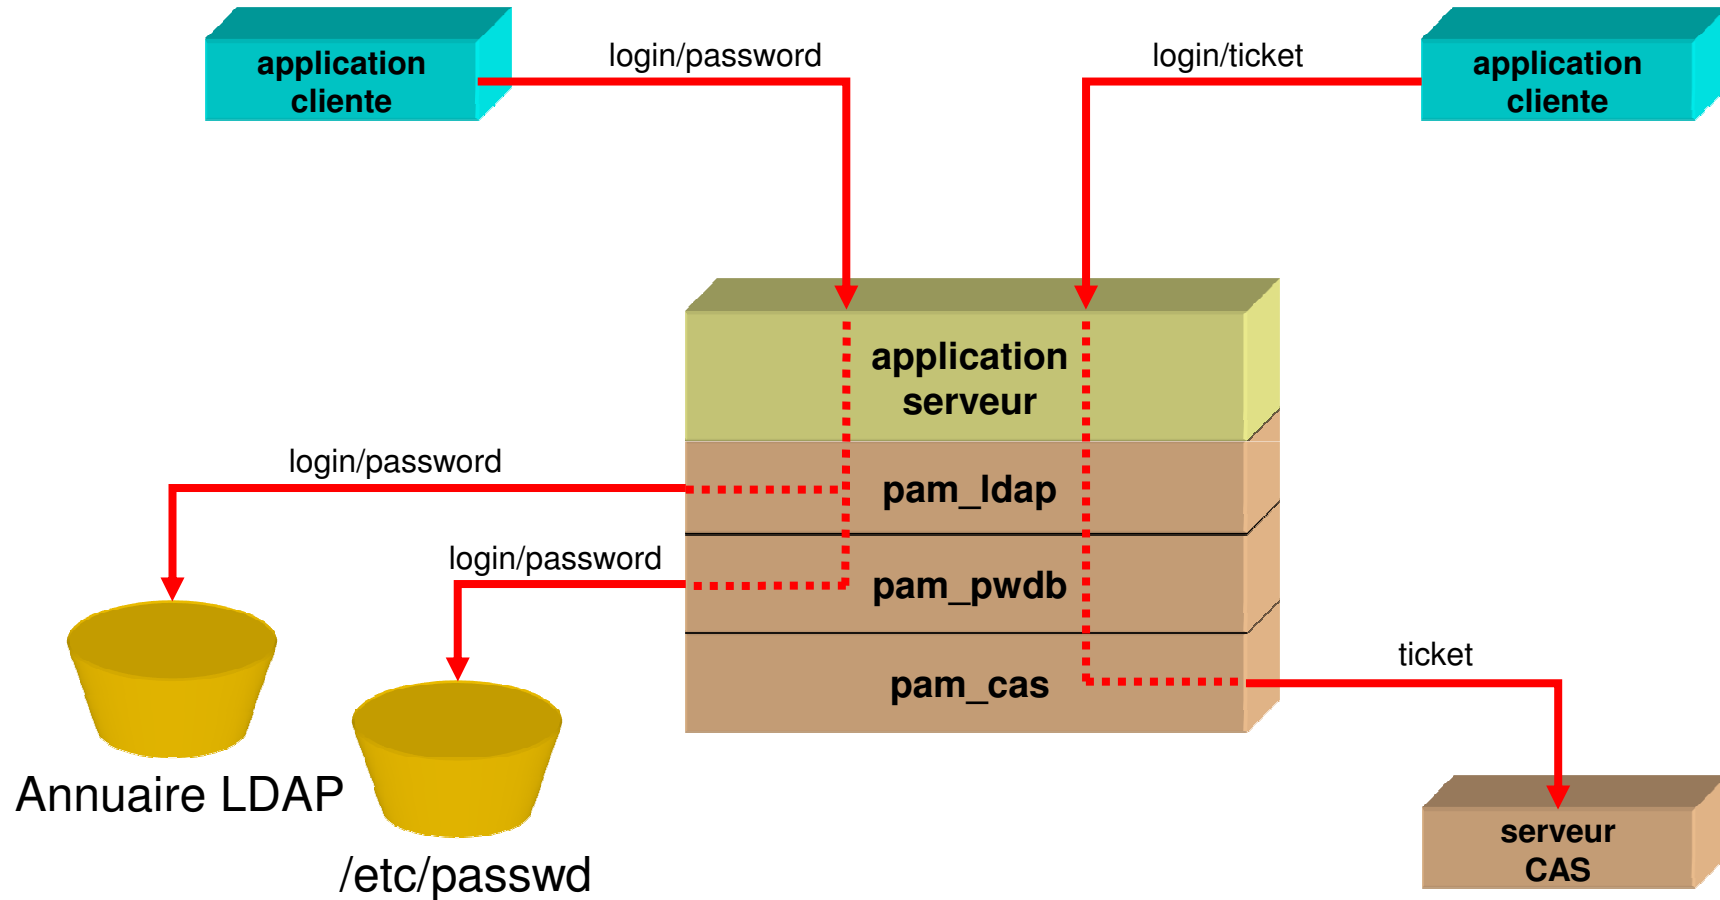 application
cliente
login/password
login/ticket
application
cliente
application
serveur
login/password
pam_ldap
login/password
pam_pwdb
pam_cas
ticket
Annuaire LDAP
/etc/passwd
serveur
CAS